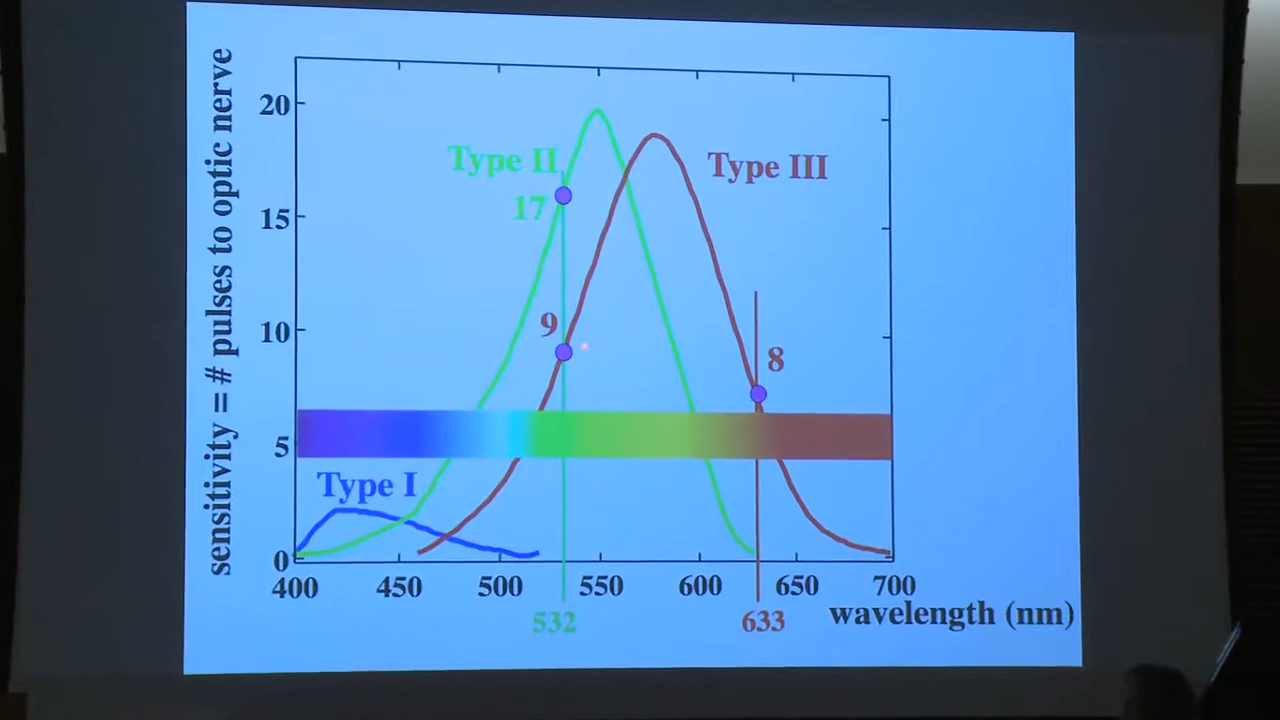 sensitivity = # pulses to optic nerve
20
15
10
5
0
Type II
17
Type III
9
8
Type I
400 450 500 550 600 650 700
532
633
wavelength (nm)